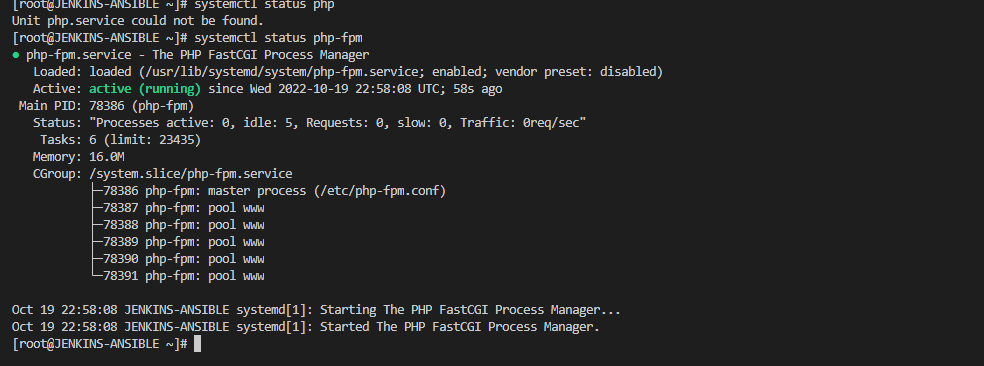 [root@JENKINS-ANSIBLE ~]# systemctl status php
Unit php.service could not be found.
[root@JENKINS-ANSIBLE ~]# systemctl status php-fpm
● php-fpm.service - The PHP FastCGI Process Manager
   Loaded: loaded (/usr/lib/systemd/system/php-fpm.service; enabled; vendor preset: disabled)
   Active: active (running) since Wed 2022-10-19 22:58:08 UTC; 58s ago
 Main PID: 78386 (php-fpm)
   Status: "Processes active: 0, idle: 5, Requests: 0, slow: 0, Traffic: 0req/sec"
    Tasks: 6 (limit: 23435)
   Memory: 16.0M
   CGroup: /system.slice/php-fpm.service
           ├─78386 php-fpm: master process (/etc/php-fpm.conf)
           ├─78387 php-fpm: pool www
           ├─78388 php-fpm: pool www
           ├─78389 php-fpm: pool www
           ├─78390 php-fpm: pool www
           └─78391 php-fpm: pool www
Oct 19 22:58:08 JENKINS-ANSIBLE systemd[1]: Starting The PHP FastCGI Process Manager...
Oct 19 22:58:08 JENKINS-ANSIBLE systemd[1]: Started The PHP FastCGI Process Manager.
[root@JENKINS-ANSIBLE ~]#